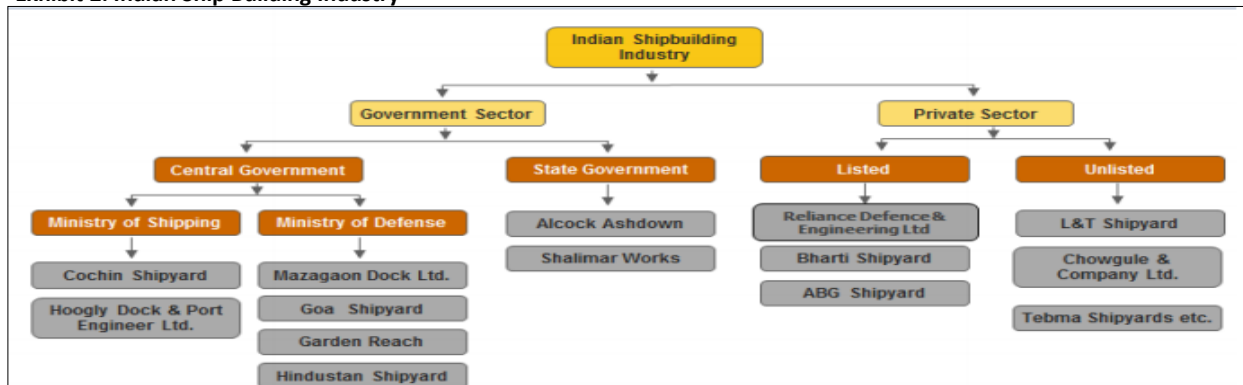 Indian Shipbuilding
Industry
Government Sector
Private Sector
Central Government
State Government
Listed
Unlisted
Ministry of Shipping
Ministry of Defense
Alcock Ashdown
Reliance Defence &
Engineering Ltd
L&T Shipyard
Cochin Shipyard
Mazagaon Dock Ltd.
Shalimar Works
Bharti Shipyard
Chowgule &
Company Ltd.
Hoogly Dock & Port
Engineer Ltd.
Goa Shipyard
ABG Shipyard
Tebma Shipyards etc.
Garden Reach
Hindustan Shipyard